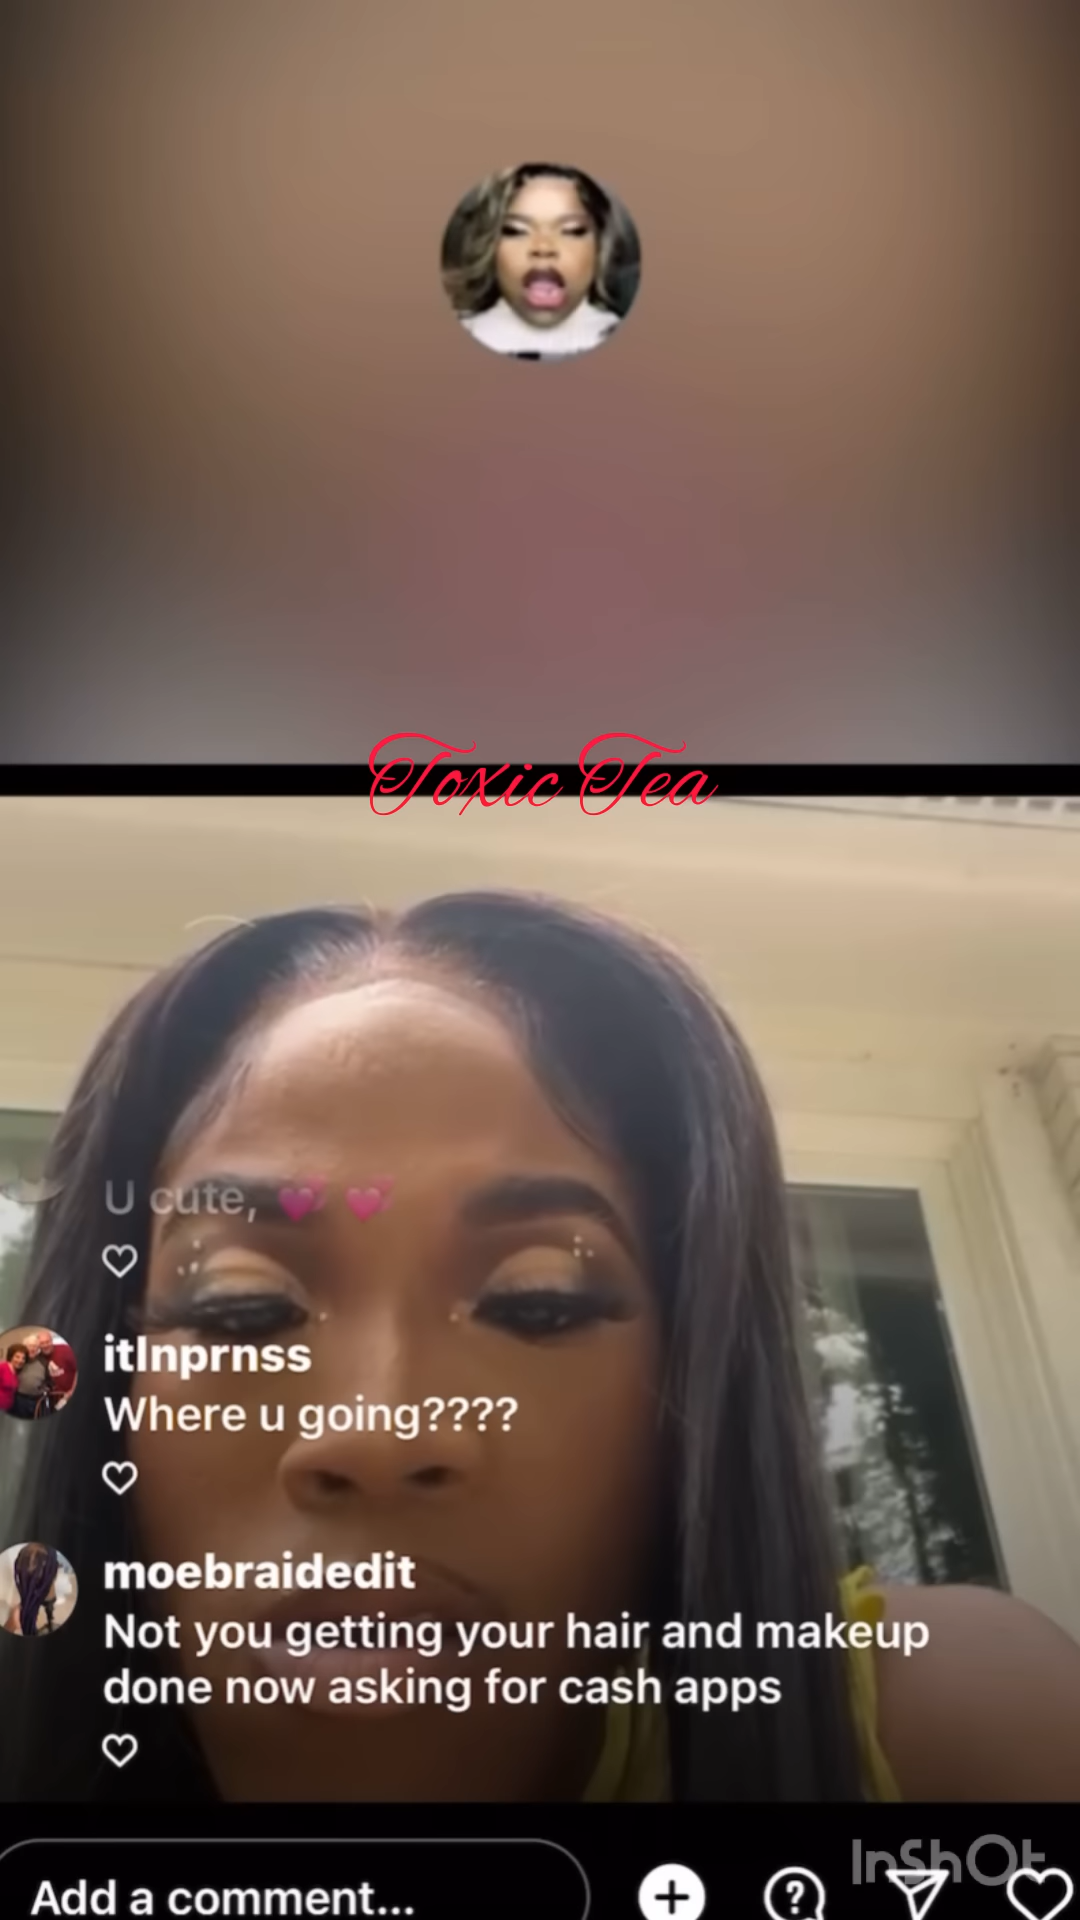 Toxic Tea
U cute, 💕 💕
itlnprnss
Where u going????
moebraidedit
Not you getting your hair and makeup
done now asking for cash apps
Add a comment...
InShOt